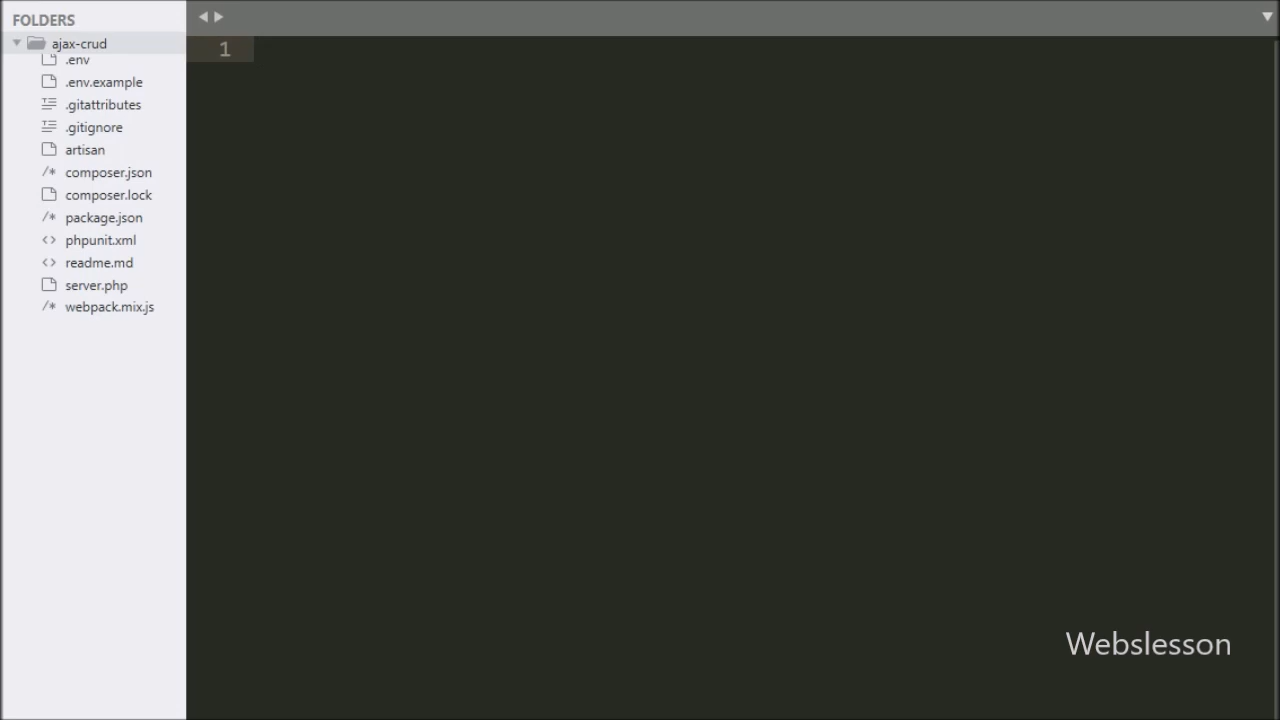 FOLDERS
ajax-crud
.env
.env.example
.gitattributes
.gitignore
artisan
/* composer.json
composer.lock
/* package.json
<> phpunit.xml
<> readme.md
server.php
/* webpack.mix.js
1
Webslesson